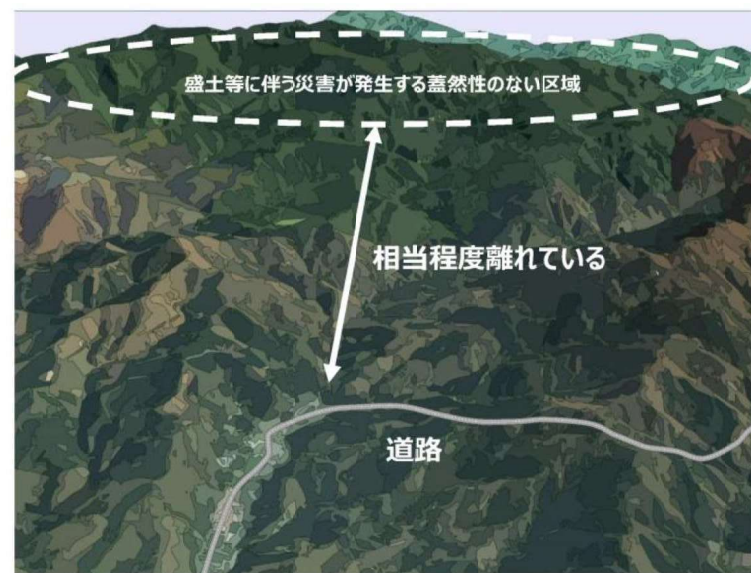 盛土等に伴う災害が発生する蓋然性のない区域
相当程度離れている
道路